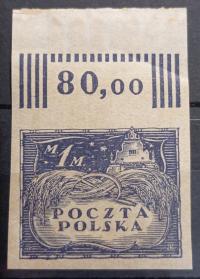 80,00
M 1 M
POCZTA
POLSKA